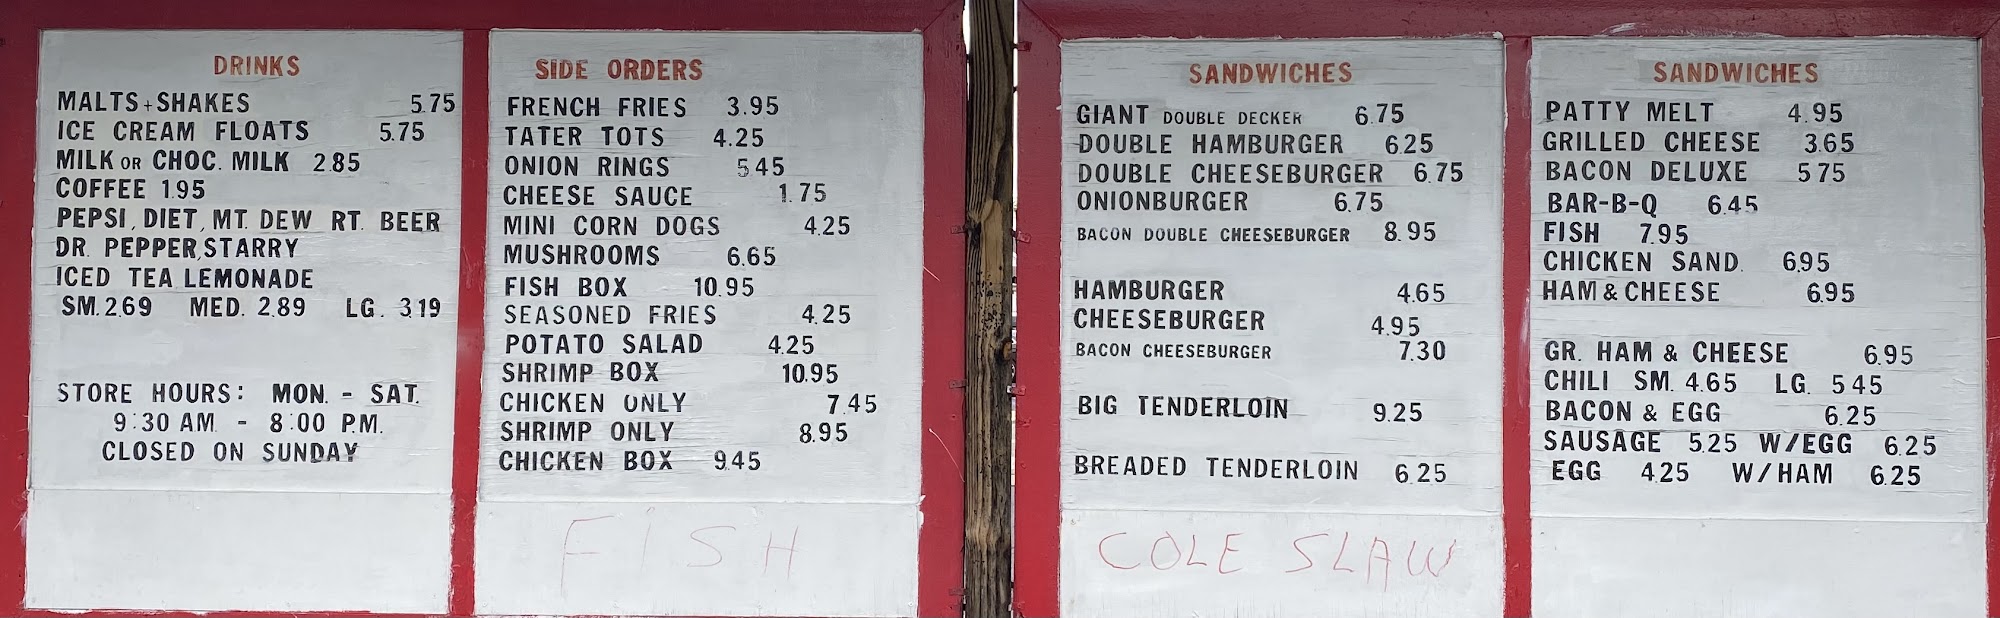 DRINKS
MALTS + SHAKES 5.75
ICE CREAM FLOATS 5.75
MILK OR CHOC. MILK 2.85
COFFEE 1.95
PEPSI, DIET, MT. DEW RT. BEER
DR. PEPPER, STARRY
ICED TEA LEMONADE
SM. 2.69 MED. 2.89 LG. 3.19
STORE HOURS: MON. - SAT.
9:30 AM - 8:00 P.M.
CLOSED ON SUNDAY
SIDE ORDERS
FRENCH FRIES 3.95
TATER TOTS 4.25
ONION RINGS 5.45
CHEESE SAUCE 1.75
MINI CORN DOGS 4.25
MUSHROOMS 6.65
FISH BOX 10.95
SEASONED FRIES 4.25
POTATO SALAD 4.25
SHRIMP BOX 10.95
CHICKEN ONLY 7.45
SHRIMP ONLY 8.95
CHICKEN BOX 9.45
FISH
SANDWICHES
GIANT DOUBLE DECKER 6.75
DOUBLE HAMBURGER 6.25
DOUBLE CHEESEBURGER 6.75
ONIONBURGER 6.75
BACON DOUBLE CHEESEBURGER 8.95
HAMBURGER 4.65
CHEESEBURGER 4.95
BACON CHEESEBURGER 7.30
BIG TENDERLOIN 9.25
BREADED TENDERLOIN 6.25
COLE SLAW
SANDWICHES
PATTY MELT 4.95
GRILLED CHEESE 3.65
BACON DELUXE 5.75
BAR-B-Q 6.45
FISH 7.95
CHICKEN SAND. 6.95
HAM & CHEESE 6.95
GR. HAM & CHEESE 6.95
CHILI SM. 4.65 LG. 5.45
BACON & EGG 6.25
SAUSAGE 5.25 W/EGG 6.25
EGG 4.25 W/HAM 6.25